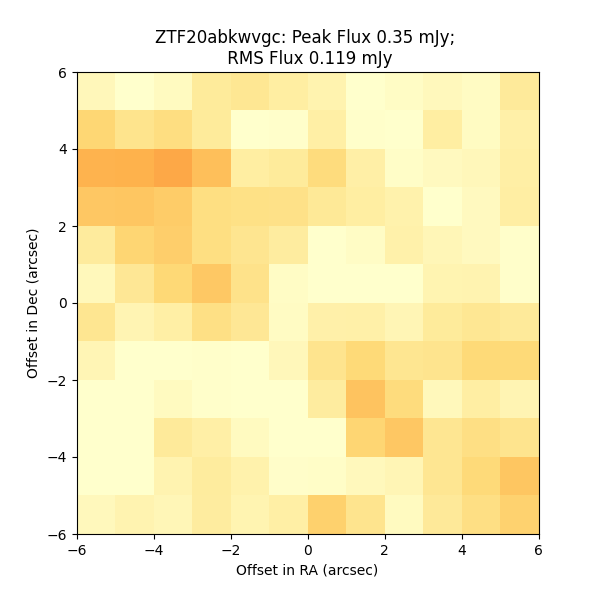 ZTF20abkwvgc: Peak Flux 0.35 mJy;
RMS Flux 0.119 mJy
6
4
2
0
−2
−4
−6
Offset in Dec (arcsec)
−6 −4 −2 0 2 4 6
Offset in RA (arcsec)